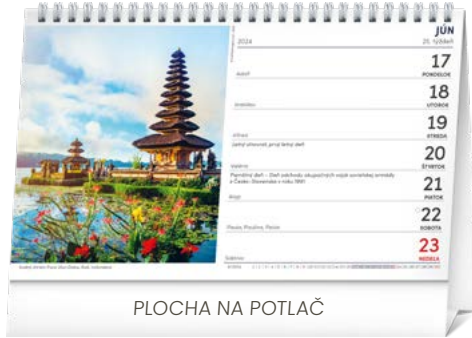 JÚN
2024
25. týždeň
17
Adolf
PONDELOK
18
Vratislav
UTOROK
19
Alfréd
STREDA
Letný slnovrat, prvý letný deň
20
Valéria
ŠTVRTOK
Pamätný deň – Deň odchodu okupačných vojsk sovietskej armády
z Česko-Slovenska v roku 1991
21
Alojz
PIATOK
22
Paulína
SOBOTA
23
Sidónia
NEDEĽA
PLOCHA NA POTLAČ